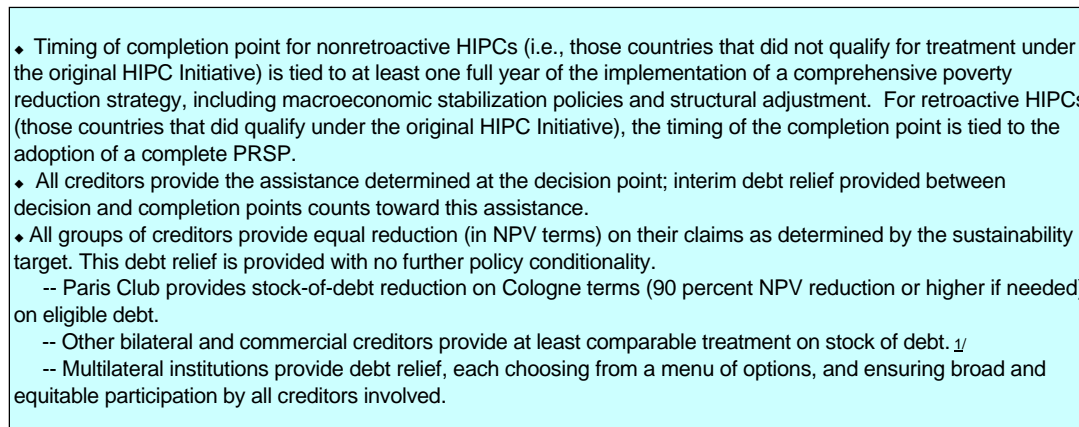 ⬥ Timing of completion point for nonretroactive HIPCs (i.e., those countries that did not qualify for treatment under
the original HIPC Initiative) is tied to at least one full year of the implementation of a comprehensive poverty
reduction strategy, including macroeconomic stabilization policies and structural adjustment. For retroactive HIPCs
(those countries that did qualify under the original HIPC Initiative), the timing of the completion point is tied to the
adoption of a complete PRSP.
⬥ All creditors provide the assistance determined at the decision point; interim debt relief provided between
decision and completion points counts toward this assistance.
⬥ All groups of creditors provide equal reduction (in NPV terms) on their claims as determined by the sustainability
target. This debt relief is provided with no further policy conditionality.
-- Paris Club provides stock-of-debt reduction on Cologne terms (90 percent NPV reduction or higher if needed)
on eligible debt.
-- Other bilateral and commercial creditors provide at least comparable treatment on stock of debt. 1/
-- Multilateral institutions provide debt relief, each choosing from a menu of options, and ensuring broad and
equitable participation by all creditors involved.